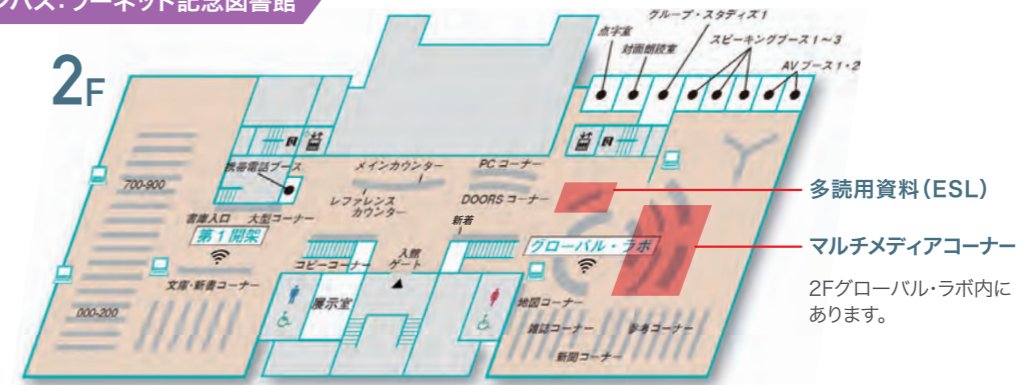 ンパス：ラーネッド記念図書館
2F
点字室
対面朗読室
グループ・スタディズ1
スピーキングブース1～3
AVブース1・2
携帯電話ブース
メインカウンター
PCコーナー
700-900
レファレンス
カウンター
DOORSコーナー
多読用資料（ESL）
書庫入口
大型コーナー
新着
第1開架
グローバル・ラボ
マルチメディアコーナー
コピーコーナー
入館
ゲート
2Fグローバル・ラボ内に
あります。
文庫・新書コーナー
展示室
地図コーナー
000-200
雑誌コーナー
参考コーナー
新聞コーナー